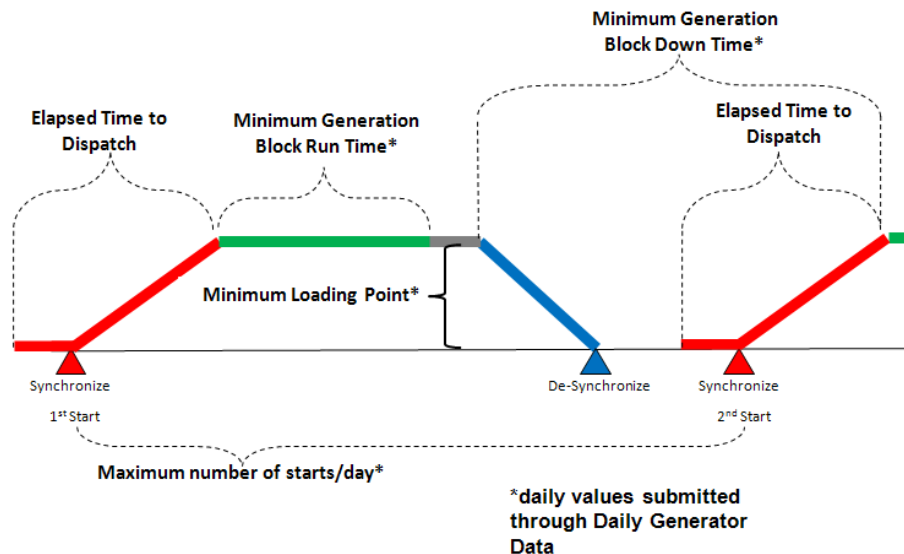 Minimum Generation
Block Down Time*
Elapsed Time to
Dispatch
Minimum Generation
Block Run Time*
Elapsed Time to
Dispatch
Minimum Loading Point*
Synchronize
De-Synchronize
Synchronize
1st Start
2nd Start
Maximum number of starts/day*
*daily values submitted
through Daily Generator
Data